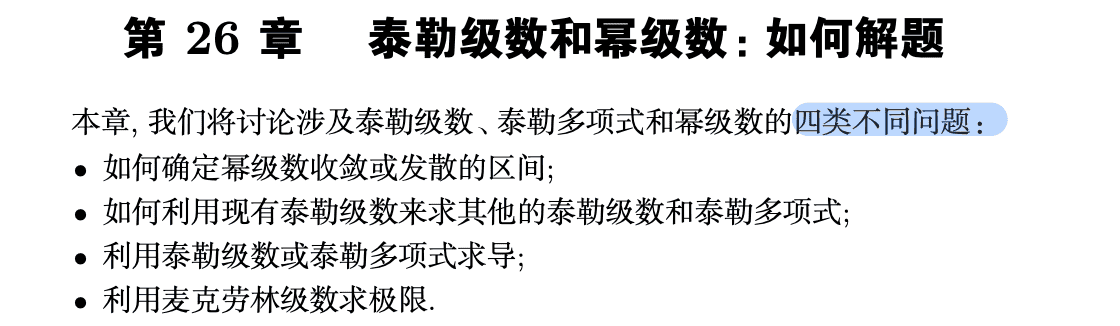 第 26 章 泰勒级数和幂级数：如何解题
本章, 我们将讨论涉及泰勒级数、泰勒多项式和幂级数的四类不同问题：
• 如何确定幂级数收敛或发散的区间;
• 如何利用现有泰勒级数来求其他的泰勒级数和泰勒多项式;
• 利用泰勒级数或泰勒多项式求导;
• 利用麦克劳林级数求极限.